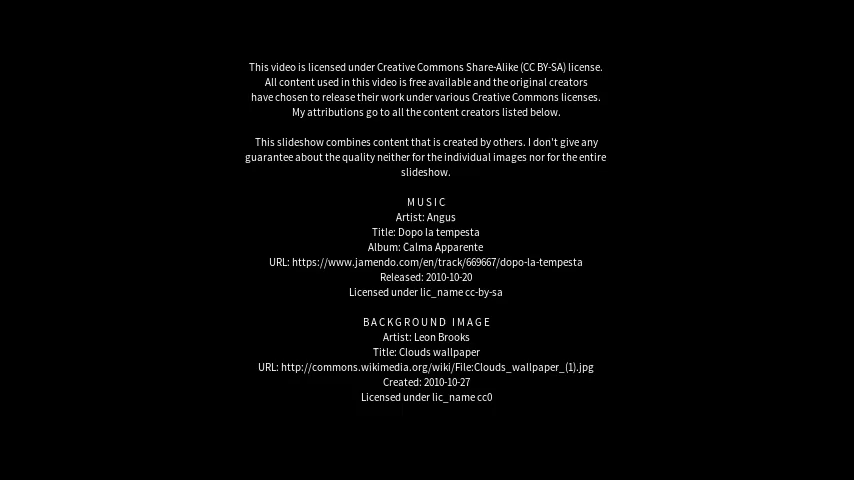 This video is licensed under Creative Commons Share-Alike (CC BY-SA) license.
All content used in this video is free available and the original creators
have chosen to release their work under various Creative Commons licenses.
My attributions go to all the content creators listed below.
This slideshow combines content that is created by others. I don't give any
guarantee about the quality neither for the individual images nor for the entire
slideshow.
M U S I C
Artist: Angus
Title: Dopo la tempesta
Album: Calma Apparente
URL: https://www.jamendo.com/en/track/669667/dopo-la-tempesta
Released: 2010-10-20
Licensed under lic_name cc-by-sa
B A C K G R O U N D   I M A G E
Artist: Leon Brooks
Title: Clouds wallpaper
URL: http://commons.wikimedia.org/wiki/File:Clouds_wallpaper_(1).jpg
Created: 2010-10-27
Licensed under lic_name cc0